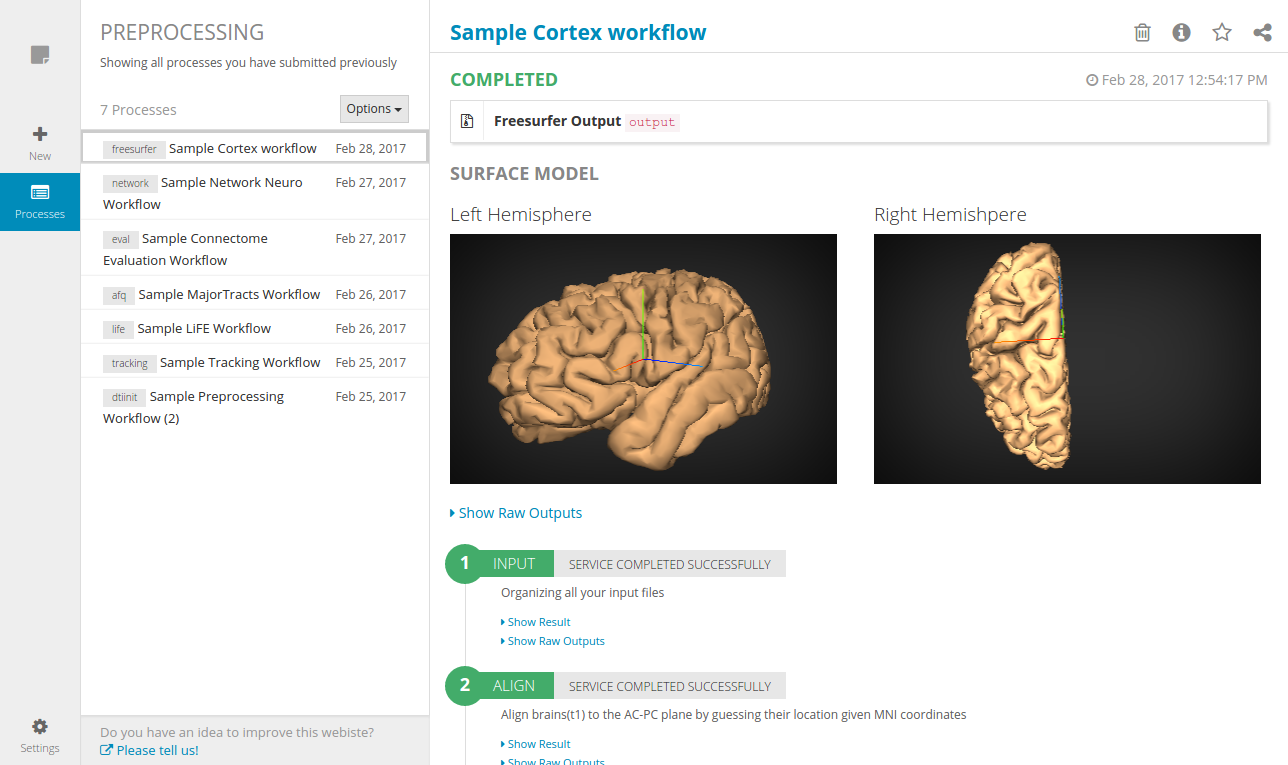 New
Processes
Settings
PREPROCESSING
Showing all processes you have submitted previously
7 Processes
Options
freesurfer Sample Cortex workflow Feb 28, 2017
network Sample Network Neuro Feb 27, 2017
Workflow
eval Sample Connectome Feb 27, 2017
Evaluation Workflow
afq Sample MajorTracts Workflow Feb 26, 2017
life Sample LiFE Workflow Feb 26, 2017
tracking Sample Tracking Workflow Feb 25, 2017
dtiinit Sample Preprocessing Feb 25, 2017
Workflow (2)
Do you have an idea to improve this webiste?
Please tell us!
Sample Cortex workflow
COMPLETED
Feb 28, 2017 12:54:17 PM
Freesurfer Output output
SURFACE MODEL
Left Hemisphere
Right Hemishpere
Show Raw Outputs
1 INPUT SERVICE COMPLETED SUCCESSFULLY
Organizing all your input files
Show Result
Show Raw Outputs
2 ALIGN SERVICE COMPLETED SUCCESSFULLY
Align brains(t1) to the AC-PC plane by guessing their location given MNI coordinates
Show Result
Show Raw Outputs